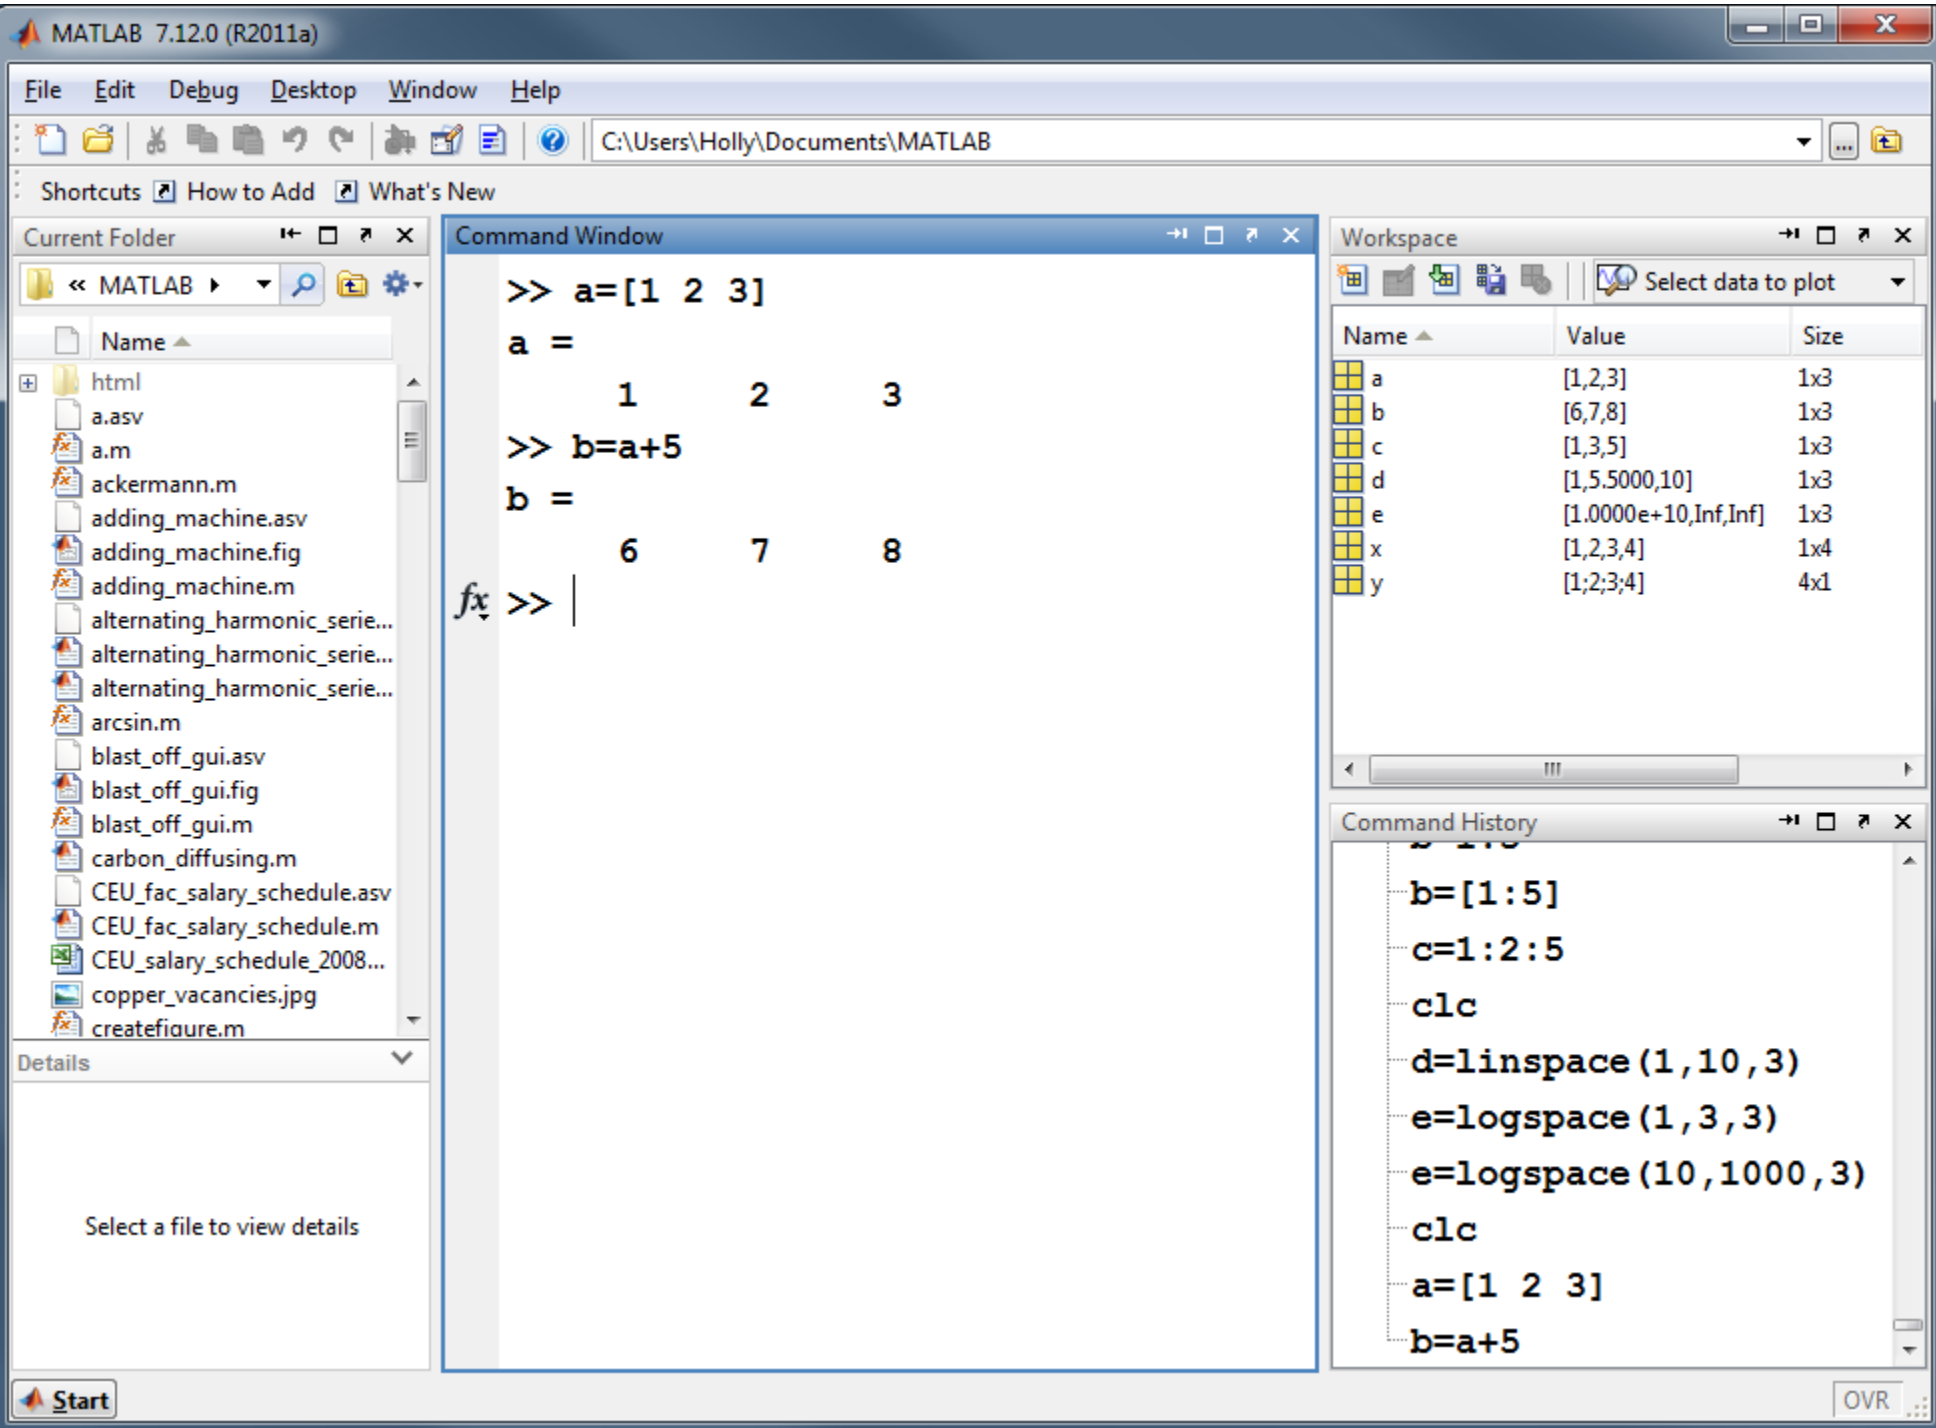 MATLAB 7.12.0 (R2011a)
File Edit Debug Desktop Window Help
C:\Users\Holly\Documents\MATLAB
...
Shortcuts How to Add What's New
Current Folder
« MATLAB
Name
html
a.asv
a.m
ackermann.m
adding_machine.asv
adding_machine.fig
adding_machine.m
alternating_harmonic_serie...
alternating_harmonic_serie...
alternating_harmonic_serie...
arcsin.m
blast_off_gui.asv
blast_off_gui.fig
blast_off_gui.m
carbon_diffusing.m
CEU_fac_salary_schedule.asv
CEU_fac_salary_schedule.m
CEU_salary_schedule_2008...
copper_vacancies.jpg
createfigure.m
Details
Select a file to view details
Command Window
>> a=[1 2 3]
a =
1 2 3
>> b=a+5
b =
6 7 8
fx >>
Workspace
Select data to plot
Name Value Size
a [1,2,3] 1x3
b [6,7,8] 1x3
c [1,3,5] 1x3
d [1,5.5000,10] 1x3
e [1.0000e+10,Inf,Inf] 1x3
x [1,2,3,4] 1x4
y [1;2;3;4] 4x1
Command History
b=[1:5]
c=1:2:5
clc
d=linspace(1,10,3)
e=logspace(1,3,3)
e=logspace(10,1000,3)
clc
a=[1 2 3]
b=a+5
Start
OVR